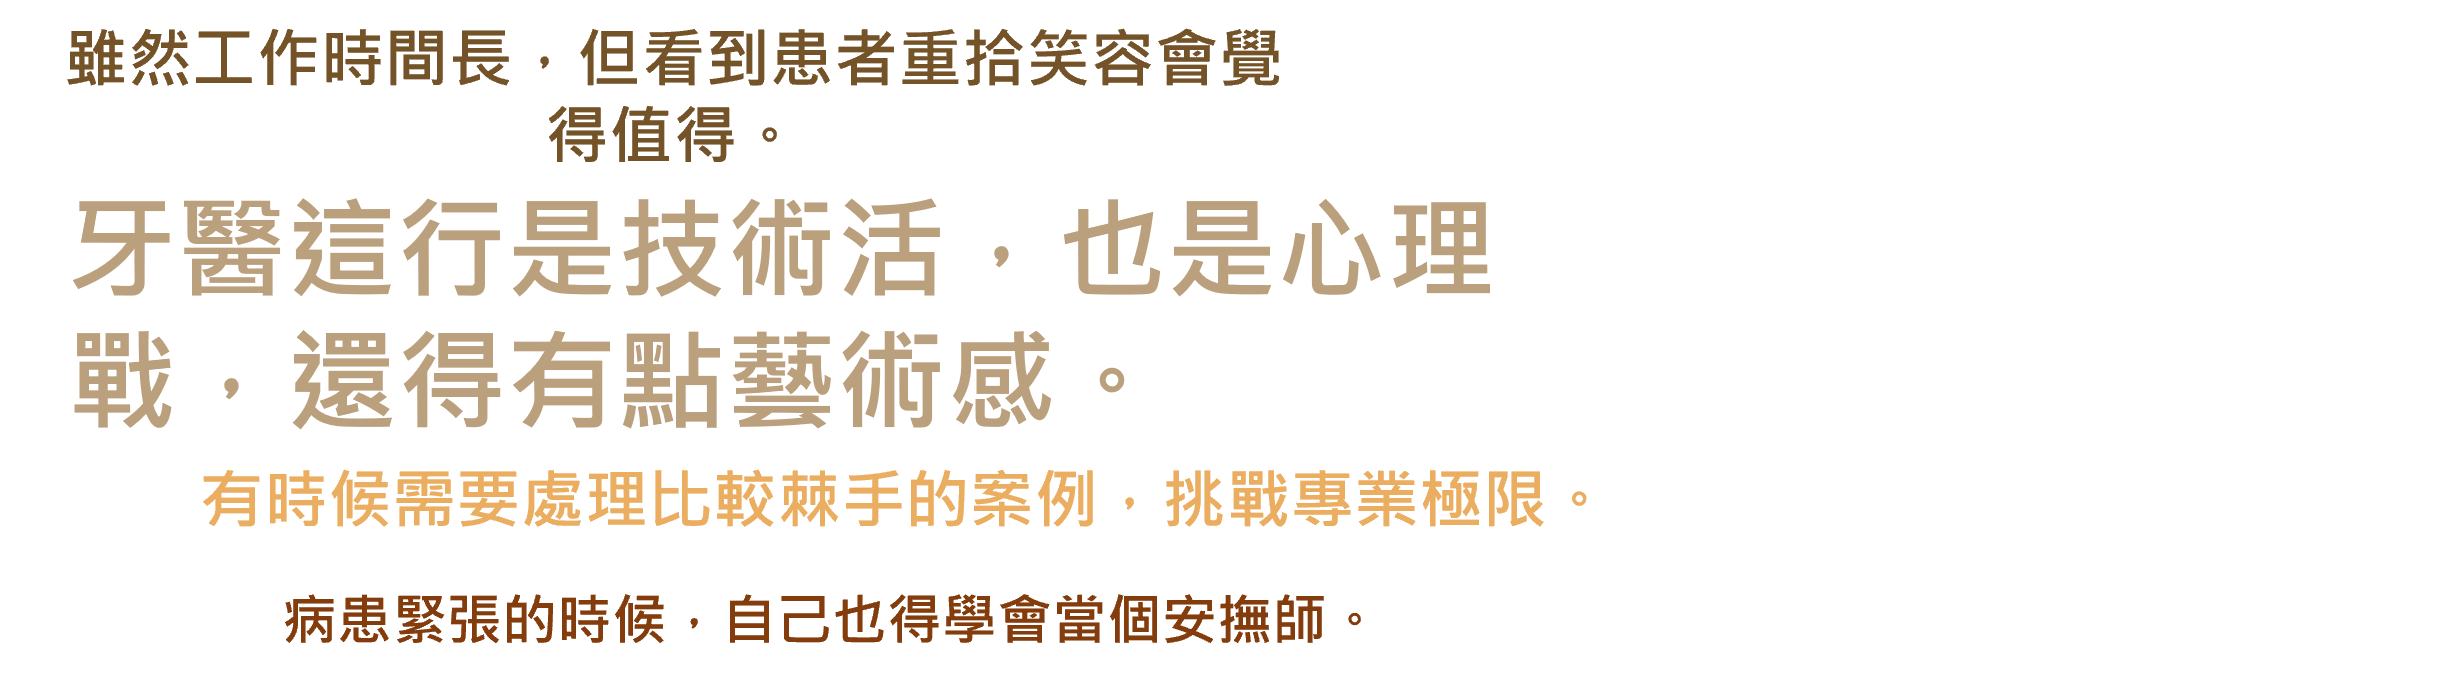 雖然工作時間長，但看到患者重拾笑容會覺
得值得。
牙醫這行是技術活，也是心理
戰，還得有點藝術感。
有時候需要處理比較棘手的案例，挑戰專業極限。
病患緊張的時候，自己也得學會當個安撫師。